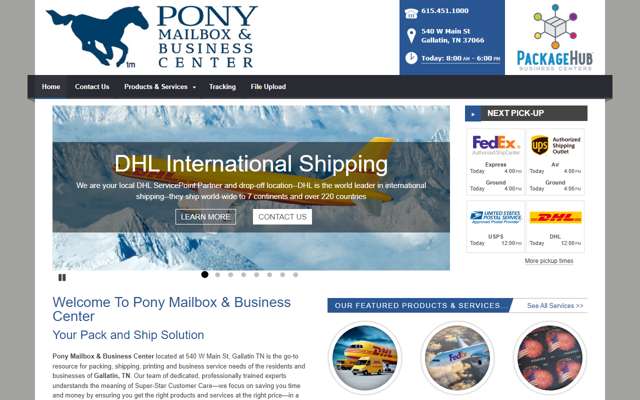 PONY
MAILBOX &
BUSINESS
CENTER
tm
615.451.1000
540 W Main St
Gallatin, TN 37066
Today: 8:00 AM - 6:00 PM
PACKAGEHUB
BUSINESS CENTERS
Home
Contact Us
Products & Services
Tracking
File Upload
DHL International Shipping
We are your local DHL ServicePoint Partner and drop-off location--DHL is the world leader in international
shipping--they ship world-wide to 7 continents and over 220 countries
LEARN MORE
CONTACT US
NEXT PICK-UP
FedEx
Authorized ShipCenter
Express
Today 4:00 PM
Ground
Today 4:00 PM
ups
Authorized
Shipping
Outlet
Air
Today 4:00 PM
Ground
Today 4:00 PM
UNITED STATES
POSTAL SERVICE
Approved Postal Provider
USPS
Today 12:00 PM
DHL
DHL
Today 12:00 PM
More pickup times
Welcome To Pony Mailbox & Business
Center
Your Pack and Ship Solution
Pony Mailbox & Business Center located at 540 W Main St, Gallatin TN is the go-to
resource for packing, shipping, printing and business service needs of the residents and
businesses of Gallatin, TN. Our team of dedicated, professionally trained experts
understands the meaning of Super-Star Customer Care—we focus on saving you time
and money by ensuring you get the right products and services at the right price—in a
OUR FEATURED PRODUCTS & SERVICES...
See All Services >>
FedEx